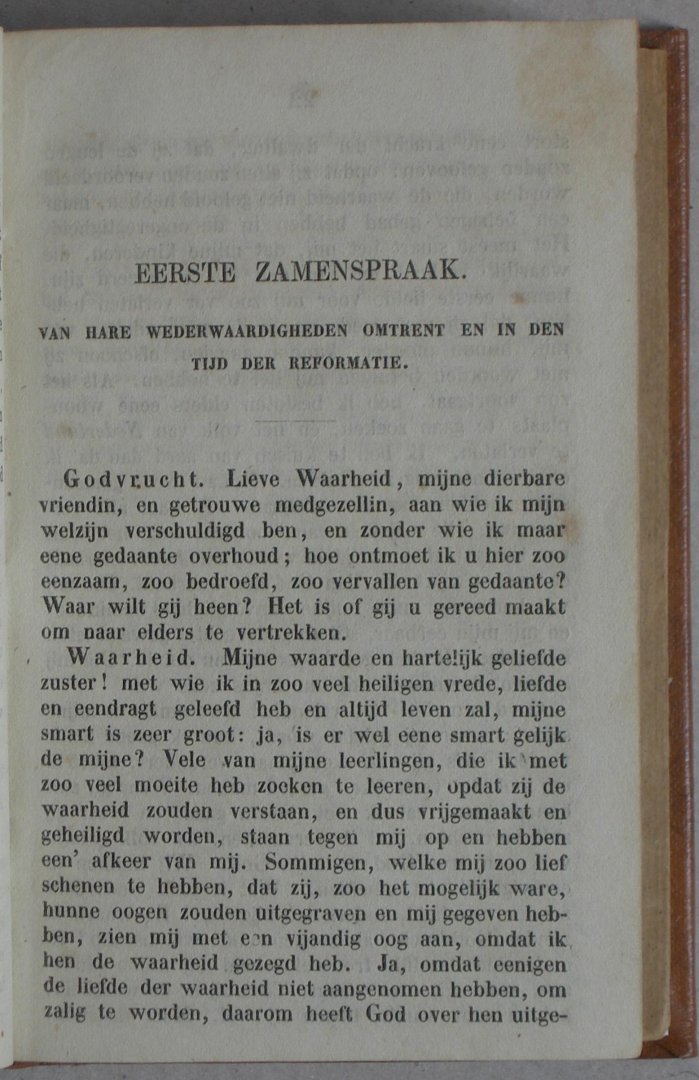 EERSTE ZAMENSPRAAK.
VAN HARE WEDERWAARDIGHEDEN OMTRENT EN IN DEN
TIJD DER REFORMATIE.
Godvrucht. Lieve Waarheid, mijne dierbare
vriendin, en getrouwe medgezellin, aan wie ik mijn
welzijn verschuldigd ben, en zonder wie ik maar
eene gedaante overhoud; hoe ontmoet ik u hier zoo
eenzaam, zoo bedroefd, zoo vervallen van gedaante?
Waar wilt gij heen? Het is of gij u gereed maakt
om naar elders te vertrekken.
Waarheid. Mijne waarde en hartelijk geliefde
zuster! met wie ik in zoo veel heiligen vrede, liefde
en eendragt geleefd heb en altijd leven zal, mijne
smart is zeer groot: ja, is er wel eene smart gelijk
de mijne? Vele van mijne leerlingen, die ik met
zoo veel moeite heb zoeken te leeren, opdat zij de
waarheid zouden verstaan, en dus vrijgemaakt en
geheiligd worden, staan tegen mij op en hebben
een' afkeer van mij. Sommigen, welke mij zoo lief
schenen te hebben, dat zij, zoo het mogelijk ware,
hunne oogen zouden uitgegraven en mij gegeven heb-
ben, zien mij met een vijandig oog aan, omdat ik
hen de waarheid gezegd heb. Ja, omdat eenigen
de liefde der waarheid niet aangenomen hebben, om
zalig te worden, daarom heeft God over hen uitge-